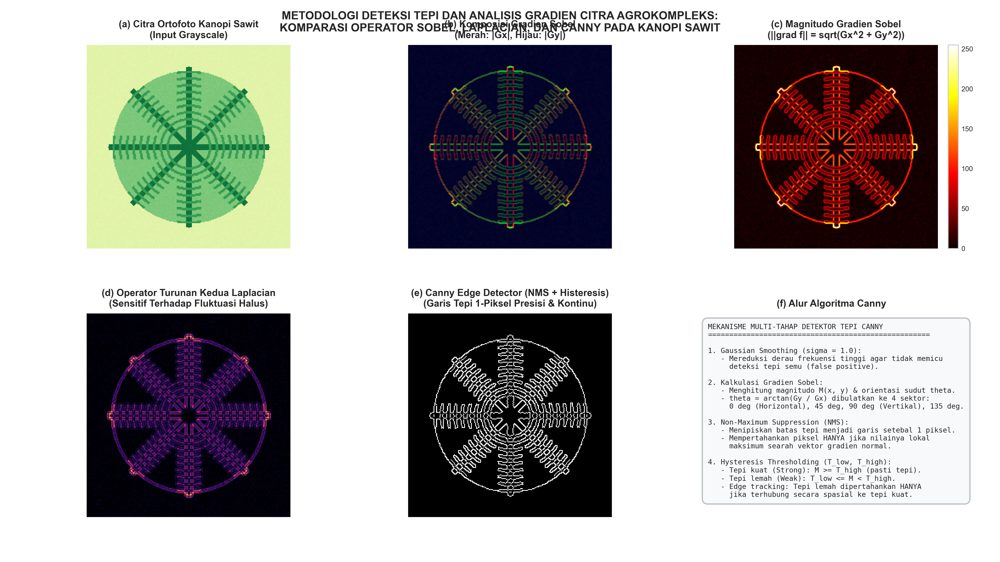 METODOLOGI DETEKSI TEPI DAN ANALISIS GRADIEN CITRA AGROKOMPLEKS:
KOMPARASI OPERATOR SOBEL, LAPLACIAN, DAN CANNY PADA KANOPI SAWIT
(a) Citra Ortofoto Kanopi Sawit
(Input Grayscale)
(b) Komposisi Gradien Sobel
(Merah: |Gx|, Hijau: |Gy|)
(c) Magnitudo Gradien Sobel
(||grad f|| = sqrt(Gx^2 + Gy^2))
250
200
150
100
50
0
(d) Operator Turunan Kedua Laplacian
(Sensitif Terhadap Fluktuasi Halus)
(e) Canny Edge Detector (NMS + Histeresis)
(Garis Tepi 1-Piksel Presisi & Kontinu)
(f) Alur Algoritma Canny
MEKANISME MULTI-TAHAP DETEKTOR TEPI CANNY
====================================================
1. Gaussian Smoothing (sigma = 1.0):
- Mereduksi derau frekuensi tinggi agar tidak memicu
deteksi tepi semu (false positive).
2. Kalkulasi Gradien Sobel:
- Menghitung magnitudo M(x, y) & orientasi sudut theta.
- theta = arctan(Gy / Gx) dibulatkan ke 4 sektor:
0 deg (Horizontal), 45 deg, 90 deg (Vertikal), 135 deg.
3. Non-Maximum Suppression (NMS):
- Menipiskan batas tepi menjadi garis setebal 1 piksel.
- Mempertahankan piksel HANYA jika nilainya lokal
maksimum searah vektor gradien normal.
4. Hysteresis Thresholding (T_low, T_high):
- Tepi kuat (Strong): M >= T_high (pasti tepi).
- Tepi lemah (Weak): T_low <= M < T_high.
- Edge tracking: Tepi lemah dipertahankan HANYA
jika terhubung secara spasial ke tepi kuat.